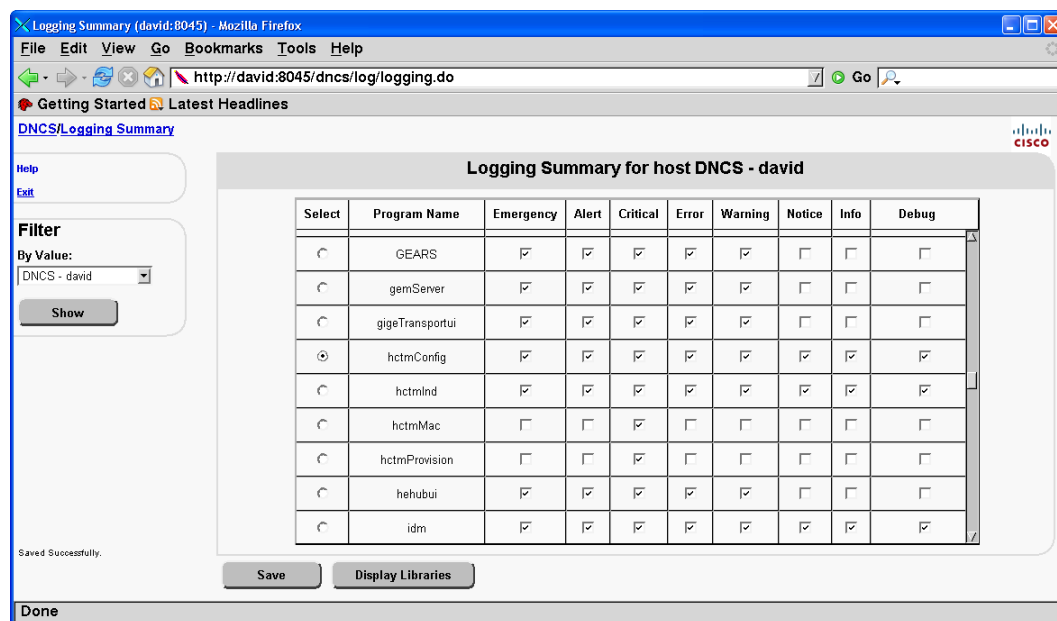 Logging Summary (david:8045) - Mozilla Firefox
File Edit View Go Bookmarks Tools Help
http://david:8045/dncs/log/logging.do Go
Getting Started Latest Headlines
DNCS/Logging Summary
CISCO
Help
Exit
Filter
By Value:
DNCS - david
Show
Saved Successfully.
Logging Summary for host DNCS - david
Select Program Name Emergency Alert Critical Error Warning Notice Info Debug
GEARS
gemServer
gigeTransportui
hctmConfig
hctmInd
hctmMac
hctmProvision
hehubui
idm
Save Display Libraries
Done